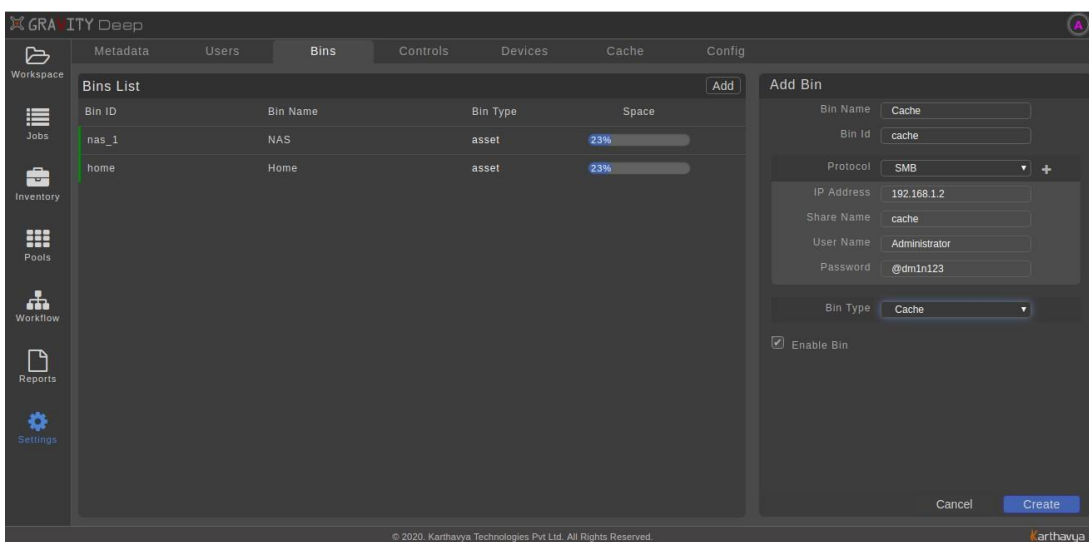 GRAVITY Deep
A
Workspace
Jobs
Inventory
Pools
Workflow
Reports
Settings
Metadata Users Bins Controls Devices Cache Config
Bins List Add
Bin ID Bin Name Bin Type Space
nas_1 NAS asset 23%
home Home asset 23%
Add Bin
Bin Name Cache
Bin Id cache
Protocol SMB
IP Address 192.168.1.2
Share Name cache
User Name Administrator
Password @dm1n123
Bin Type Cache
Enable Bin
Cancel Create
© 2020. Karthavya Technologies Pvt Ltd. All Rights Reserved.
Karthavya